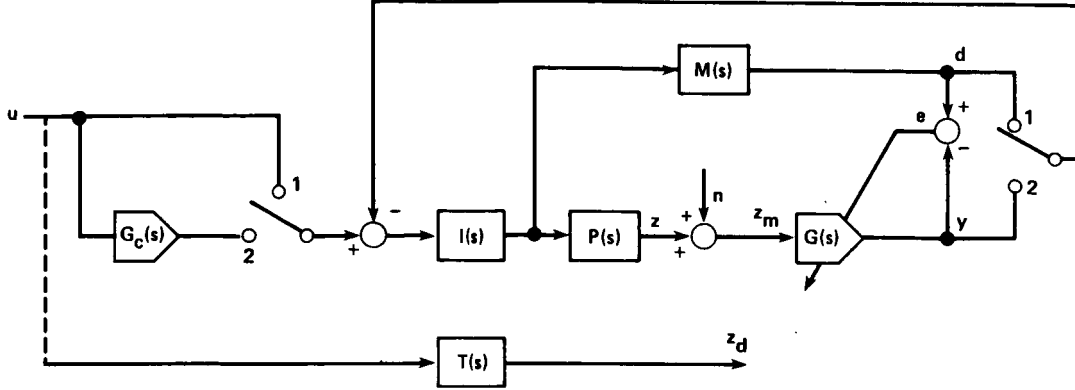 M(s)
d
u
e
+
1
−
1
−
n
2
G_c(s)
2
+
I(s)
P(s)
z
+
+
z_m
G(s)
y
T(s)
z_d